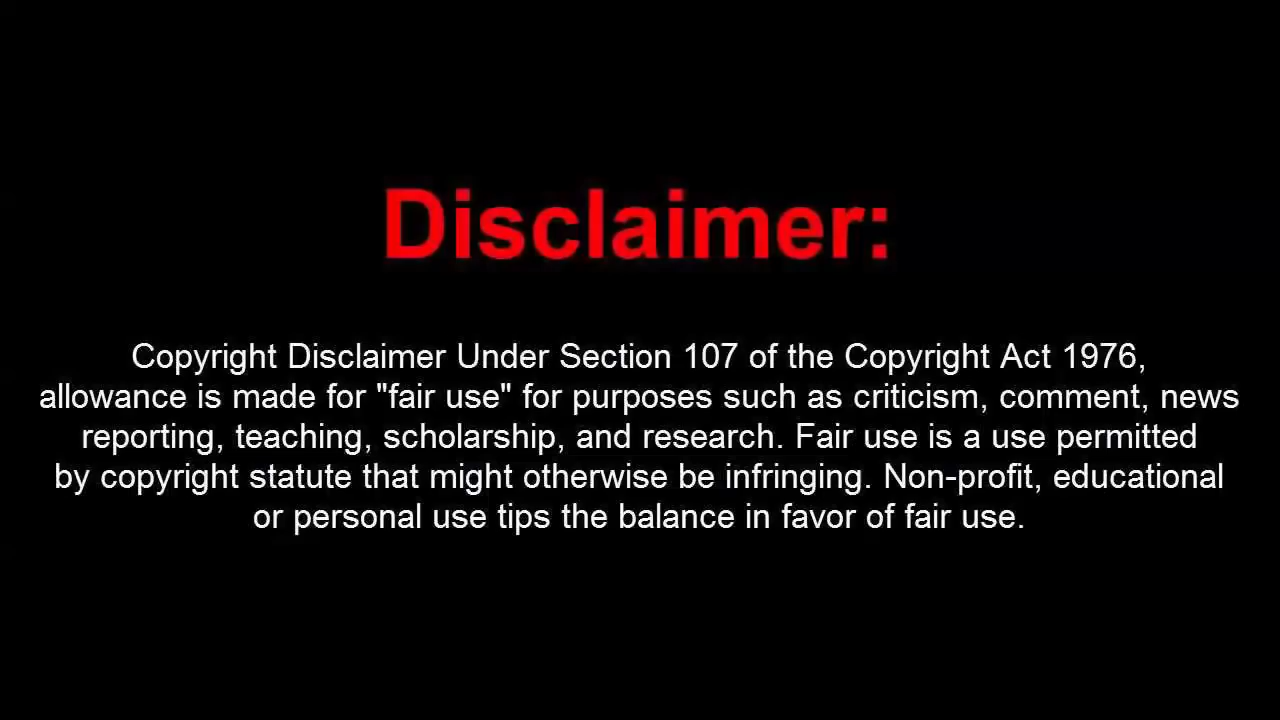 Disclaimer:
Copyright Disclaimer Under Section 107 of the Copyright Act 1976,
allowance is made for "fair use" for purposes such as criticism, comment, news
reporting, teaching, scholarship, and research. Fair use is a use permitted
by copyright statute that might otherwise be infringing. Non-profit, educational
or personal use tips the balance in favor of fair use.